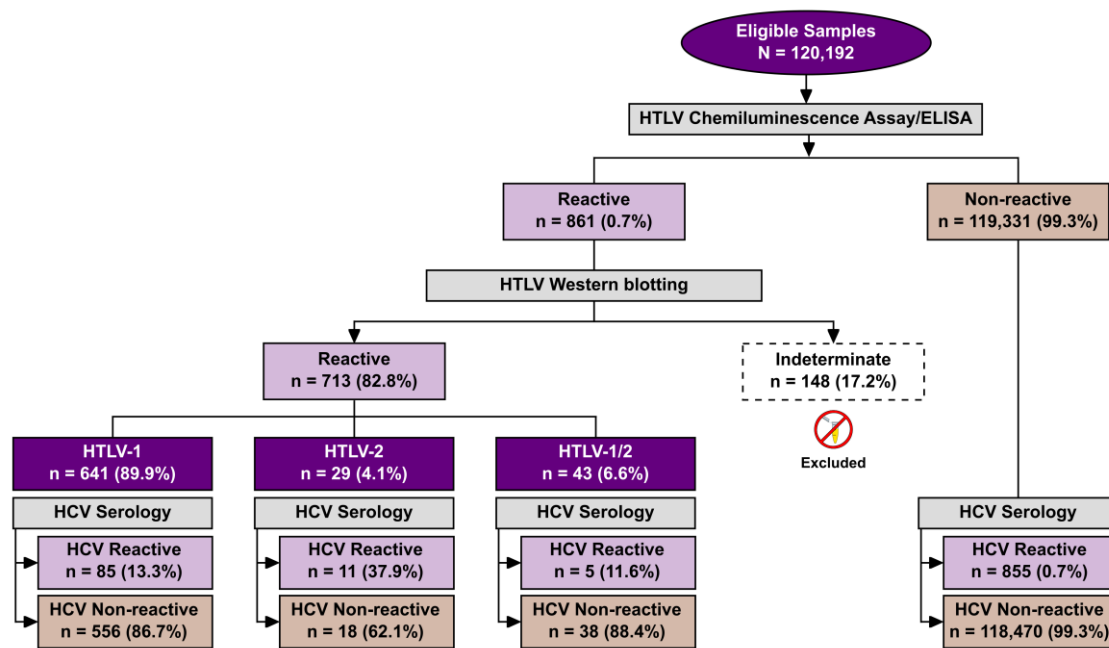 Eligible Samples
N = 120,192
HTLV Chemiluminescence Assay/ELISA
Reactive
n = 861 (0.7%)
Non-reactive
n = 119,331 (99.3%)
HTLV Western blotting
Reactive
n = 713 (82.8%)
Indeterminate
n = 148 (17.2%)
Excluded
HTLV-1
n = 641 (89.9%)
HCV Serology
HCV Reactive
n = 85 (13.3%)
HCV Non-reactive
n = 556 (86.7%)
HTLV-2
n = 29 (4.1%)
HCV Serology
HCV Reactive
n = 11 (37.9%)
HCV Non-reactive
n = 18 (62.1%)
HTLV-1/2
n = 43 (6.6%)
HCV Serology
HCV Reactive
n = 5 (11.6%)
HCV Non-reactive
n = 38 (88.4%)
HCV Serology
HCV Reactive
n = 855 (0.7%)
HCV Non-reactive
n = 118,470 (99.3%)